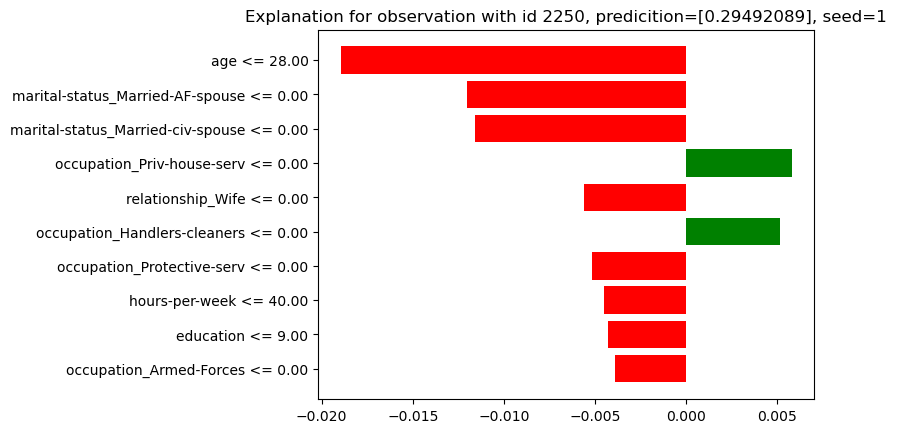 Explanation for observation with id 2250, predicition=[0.29492089], seed=1
age <= 28.00
marital-status_Married-AF-spouse <= 0.00
marital-status_Married-civ-spouse <= 0.00
occupation_Priv-house-serv <= 0.00
relationship_Wife <= 0.00
occupation_Handlers-cleaners <= 0.00
occupation_Protective-serv <= 0.00
hours-per-week <= 40.00
education <= 9.00
occupation_Armed-Forces <= 0.00
−0.020 −0.015 −0.010 −0.005 0.000 0.005